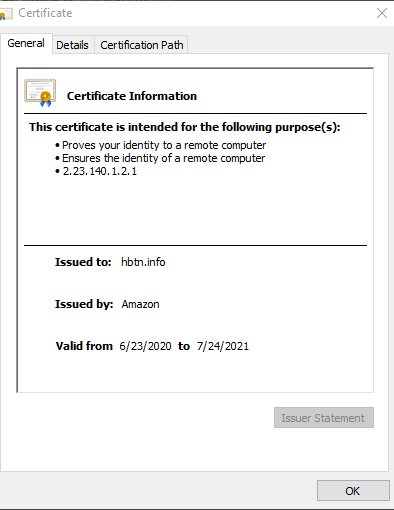 Certificate
General Details Certification Path
Certificate Information
This certificate is intended for the following purpose(s):
• Proves your identity to a remote computer
• Ensures the identity of a remote computer
• 2.23.140.1.2.1
Issued to: hbtn.info
Issued by: Amazon
Valid from 6/23/2020 to 7/24/2021
Issuer Statement
OK